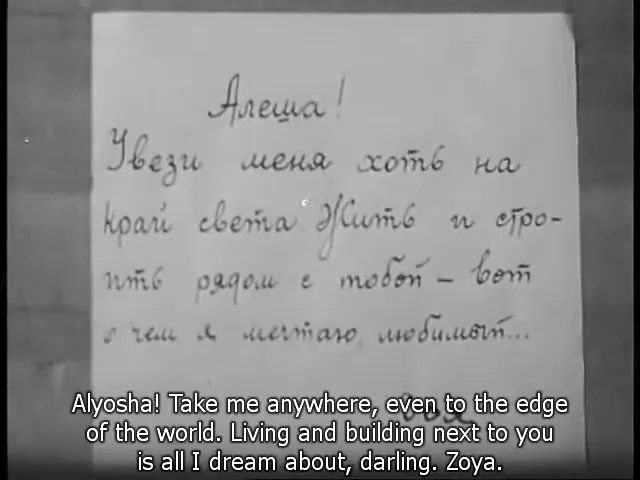 Алеша!
Увези меня хоть на
край света. Жить и стро-
ить рядом с тобой – вот
о чем я мечтаю, любимый...
Alyosha! Take me anywhere, even to the edge
of the world. Living and building next to you
is all I dream about, darling. Zoya.